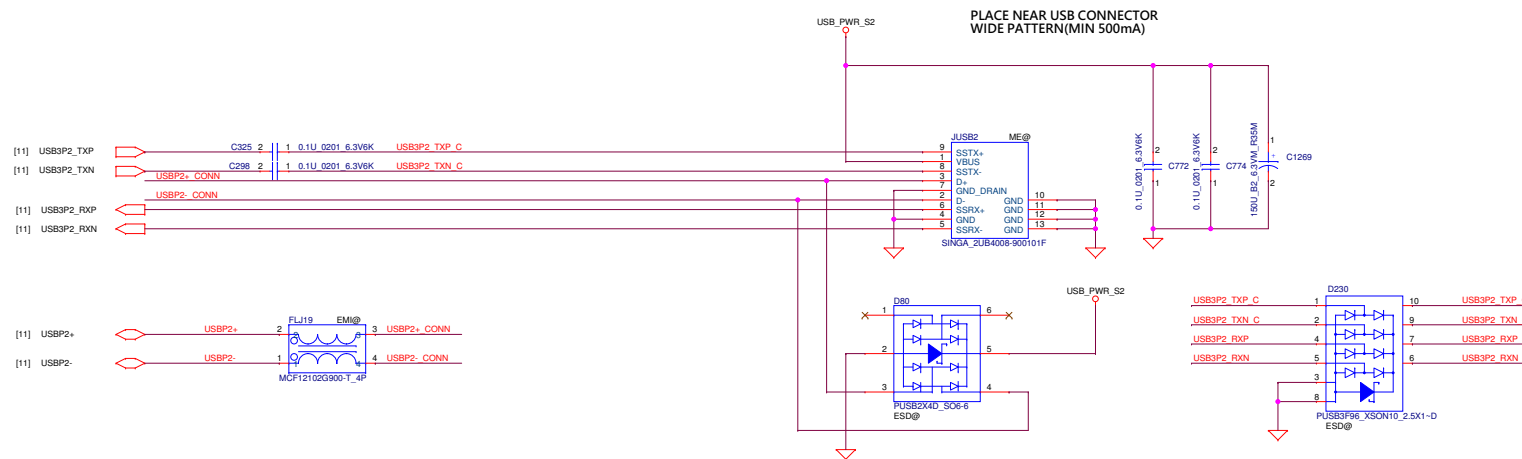 PLACE NEAR USB CONNECTOR
WIDE PATTERN(MIN 500mA)
USB_PWR_S2
[11] USB3P2_TXP
C325 2 1 0.1U_0201_6.3V6K USB3P2_TXP_C
[11] USB3P2_TXN
C298 2 1 0.1U_0201_6.3V6K USB3P2_TXN_C
USBP2+_CONN
USBP2-_CONN
[11] USB3P2_RXP
[11] USB3P2_RXN
JUSB2 ME@
9 SSTX+
1 VBUS
8 SSTX-
3 D+
7 GND_DRAIN
2 D- GND 10
6 SSRX+ GND 11
4 GND GND 12
5 SSRX- GND 13
SINGA_2UB4008-900101F
0.1U_0201_6.3V6K
2
C772
1
0.1U_0201_6.3V6K
2
C774
1
150U_B2_6.3VM_R35M
1
+
C1269
2
[11] USBP2+
[11] USBP2-
FLJ19 EMI@
USBP2+ 2 3 USBP2+_CONN
USBP2- 1 4 USBP2-_CONN
MCF12102G900-T_4P
D80
1 6
2 5
3 4
PUSB2X4D_SO6-6
ESD@
USB_PWR_S2
D230
USB3P2_TXP_C 1 10 USB3P2_TXP_
USB3P2_TXN_C 2 9 USB3P2_TXN
USB3P2_RXP 4 7 USB3P2_RXP
USB3P2_RXN 5 6 USB3P2_RXN
3
8
PUSB3F96_XSON10_2.5X1~D
ESD@